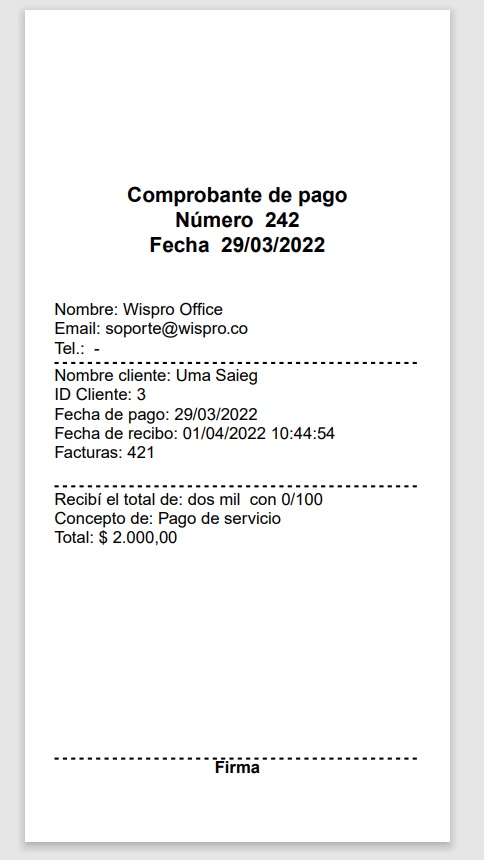 Comprobante de pago
Número 242
Fecha 29/03/2022
Nombre: Wispro Office
Email: soporte@wispro.co
Tel.: -
Nombre cliente: Uma Saieg
ID Cliente: 3
Fecha de pago: 29/03/2022
Fecha de recibo: 01/04/2022 10:44:54
Facturas: 421
Recibí el total de: dos mil con 0/100
Concepto de: Pago de servicio
Total: $ 2.000,00
Firma